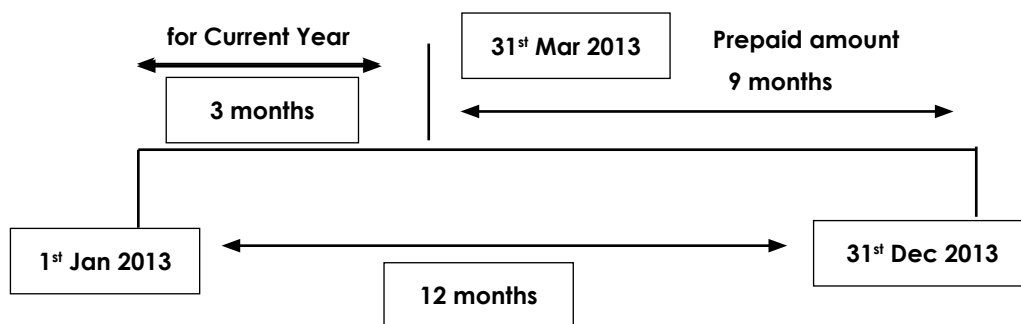 for Current Year
31st Mar 2013
Prepaid amount
9 months
3 months
1st Jan 2013
31st Dec 2013
12 months